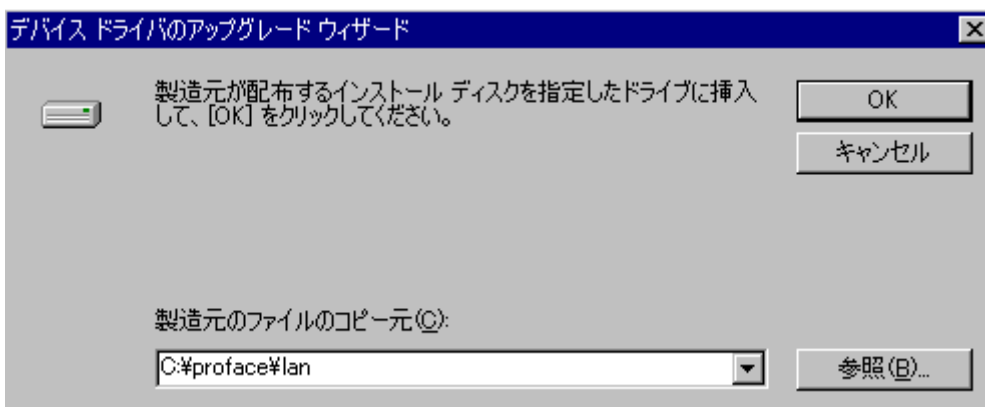 デバイス ドライバのアップグレード ウィザード
製造元が配布するインストール ディスクを指定したドライブに挿入
して、[OK] をクリックしてください。
OK
キャンセル
製造元のファイルのコピー元(C):
C:¥proface¥lan
参照(B)...